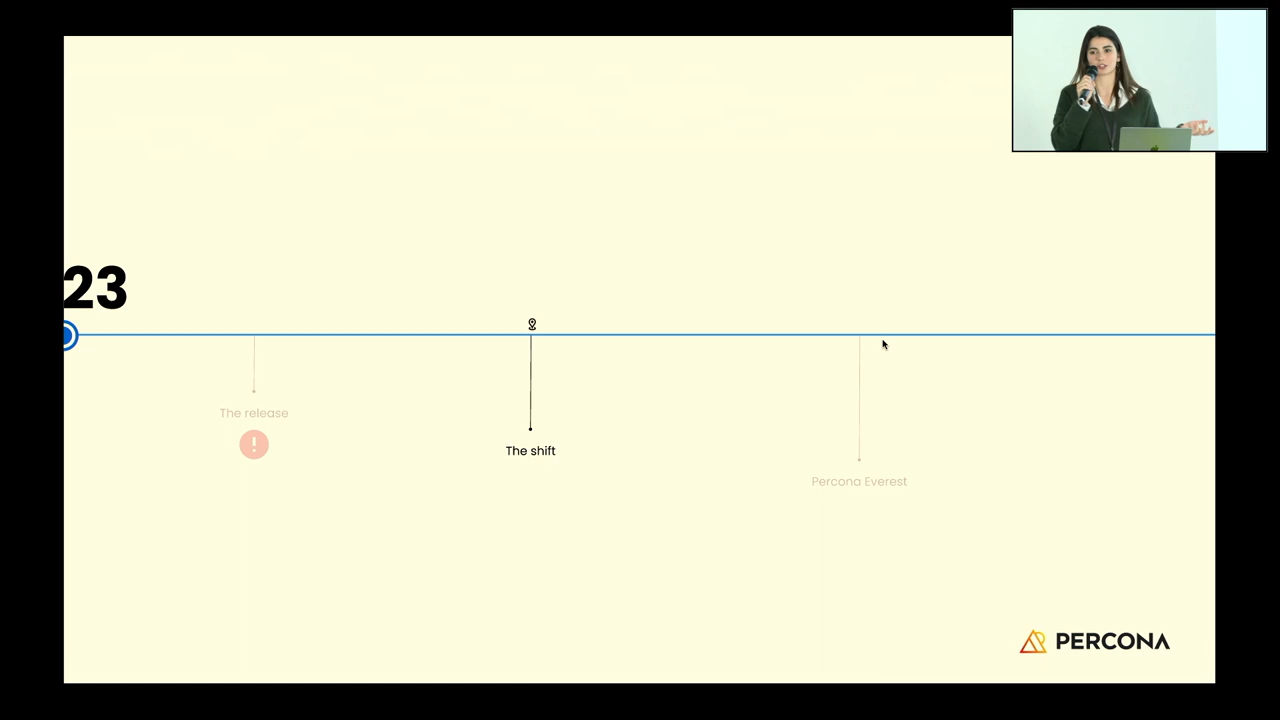 23
The release
!
The shift
Percona Everest
PERCONA